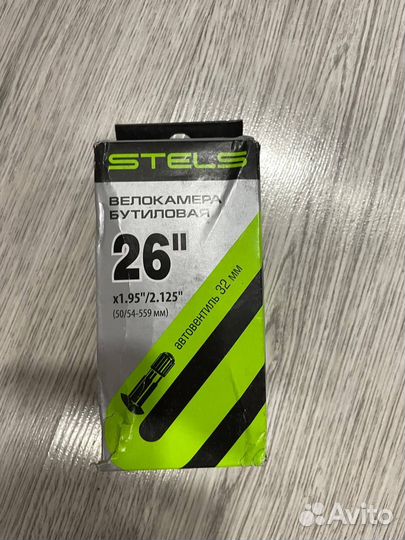 STELS
ВЕЛОКАМЕРА
БУТИЛОВАЯ
26"
x1.95"/2.125"
(50/54-559 мм)
автовентиль 32 мм
Avito